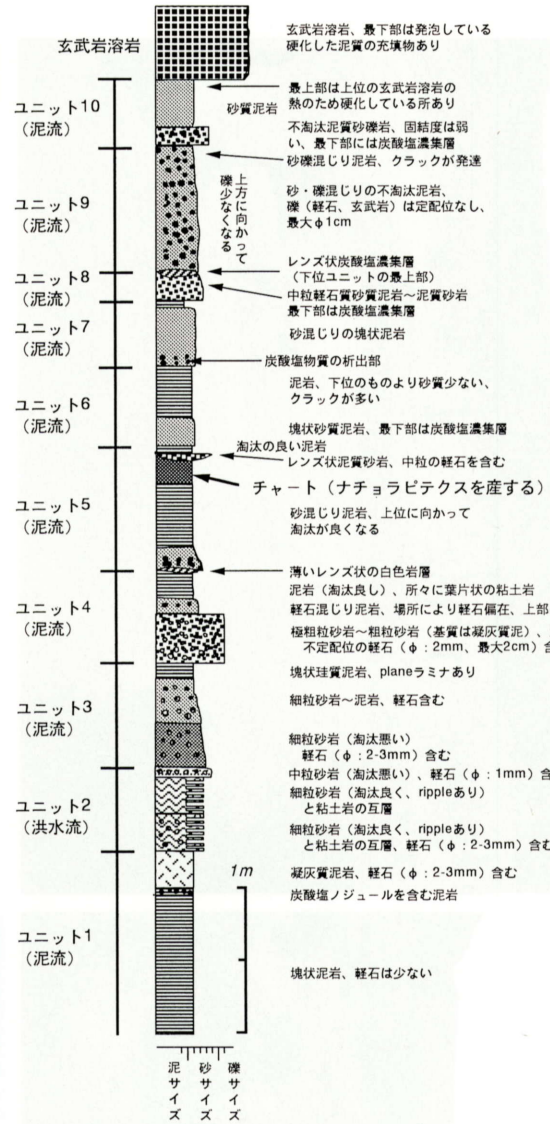 玄武岩溶岩
玄武岩溶岩、最下部は発泡している
硬化した泥質の充填物あり
ユニット10
(泥流)
砂質泥岩
最上部は上位の玄武岩溶岩の
熱のため硬化している所あり
不淘汰泥質砂礫岩、固結度は弱
い、最下部には炭酸塩濃集層
砂礫混じり泥岩、クラックが発達
ユニット9
(泥流)
上方に向かって
礫少なくなる
砂・礫混じりの不淘汰泥岩、
礫(軽石、玄武岩)は定配位なし、
最大φ1cm
レンズ状炭酸塩濃集層
(下位ユニットの最上部)
ユニット8
(泥流)
中粒軽石質砂質泥岩〜泥質砂岩
最下部は炭酸塩濃集層
ユニット7
(泥流)
砂混じりの塊状泥岩
炭酸塩物質の析出部
ユニット6
(泥流)
泥岩、下位のものより砂質少ない、
クラックが多い
塊状砂質泥岩、最下部は炭酸塩濃集層
淘汰の良い泥岩
レンズ状泥質砂岩、中粒の軽石を含む
チャート(ナチョラピテクスを産する)
ユニット5
(泥流)
砂混じり泥岩、上位に向かって
淘汰が良くなる
薄いレンズ状の白色岩層
ユニット4
(泥流)
泥岩(淘汰良し)、所々に葉片状の粘土岩
軽石混じり泥岩、場所により軽石偏在、上部
極粗粒砂岩〜粗粒砂岩(基質は凝灰質泥)、
不定配位の軽石(φ:2mm、最大2cm)含
塊状珪質泥岩、planeラミナあり
ユニット3
(泥流)
細粒砂岩〜泥岩、軽石含む
細粒砂岩(淘汰悪い)
軽石(φ:2-3mm)含む
中粒砂岩(淘汰悪い)、軽石(φ:1mm)含
ユニット2
(洪水流)
細粒砂岩(淘汰良く、rippleあり)
と粘土岩の互層
細粒砂岩(淘汰良く、rippleあり)
と粘土岩の互層、軽石(φ:2-3mm)含む
凝灰質泥岩、軽石(φ:2-3mm)含む
1m
炭酸塩ノジュールを含む泥岩
ユニット1
(泥流)
塊状泥岩、軽石は少ない
泥サイズ
砂サイズ
礫サイズ